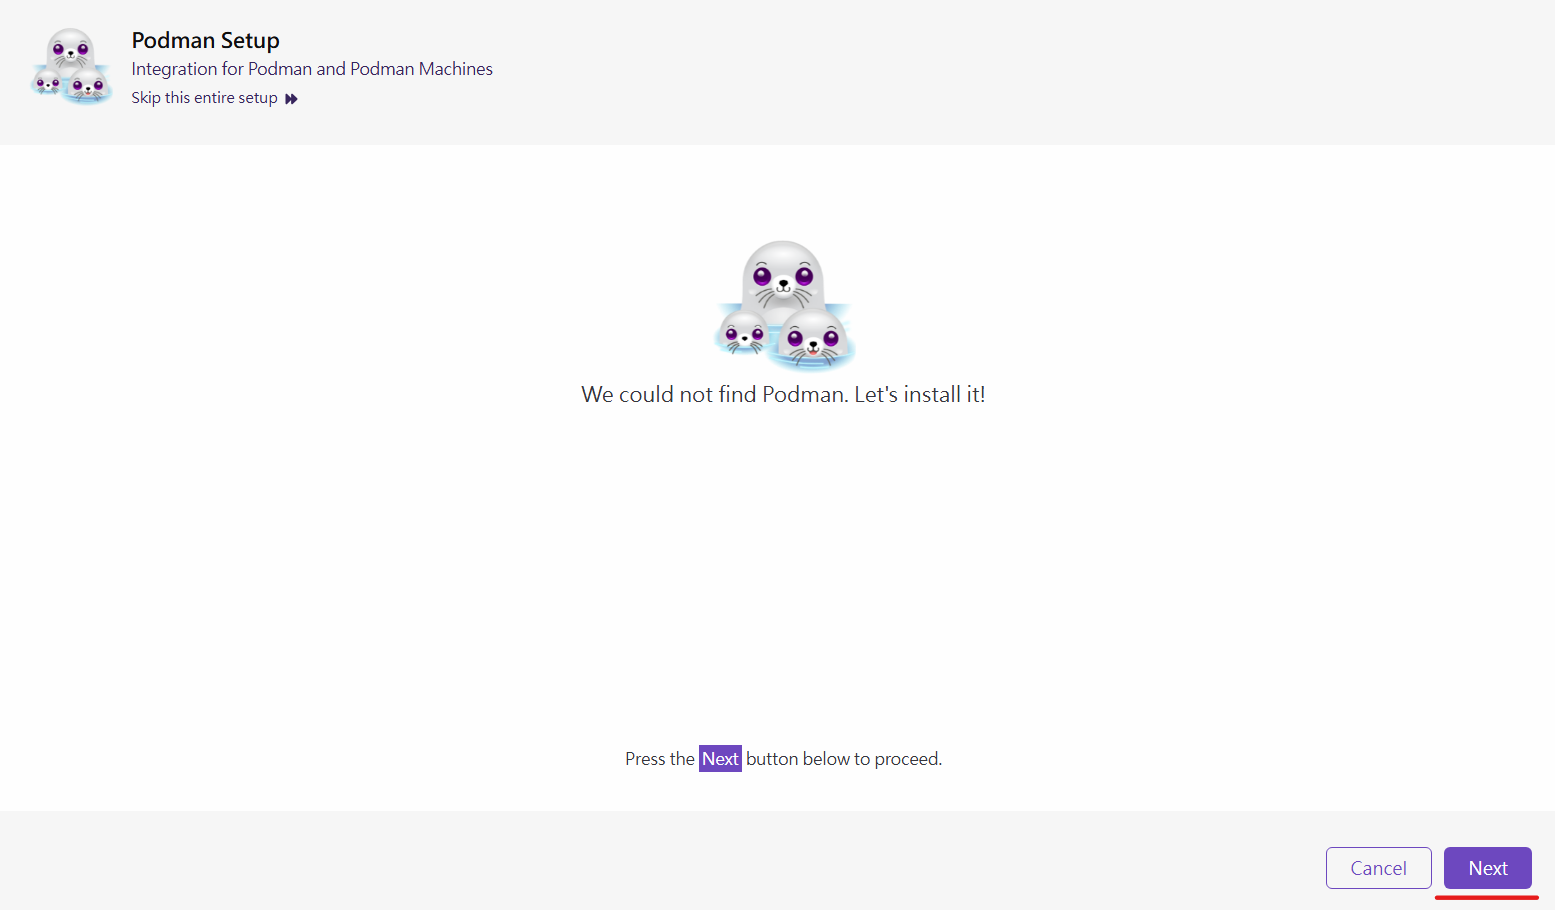 Podman Setup
Integration for Podman and Podman Machines
Skip this entire setup
We could not find Podman. Let's install it!
Press the Next button below to proceed.
Cancel
Next